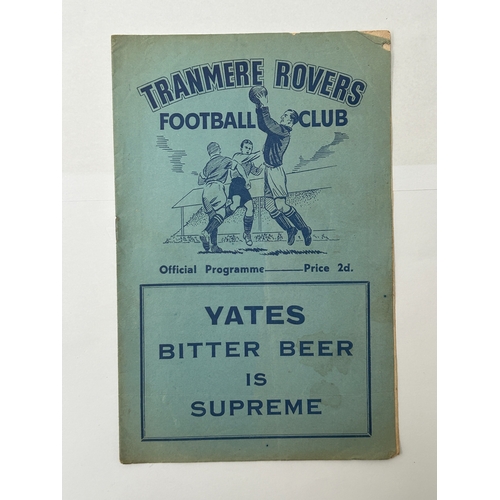 TRANMERE ROVERS
FOOTBALL CLUB
Official Programme Price 2d.
YATES
BITTER BEER
IS
SUPREME